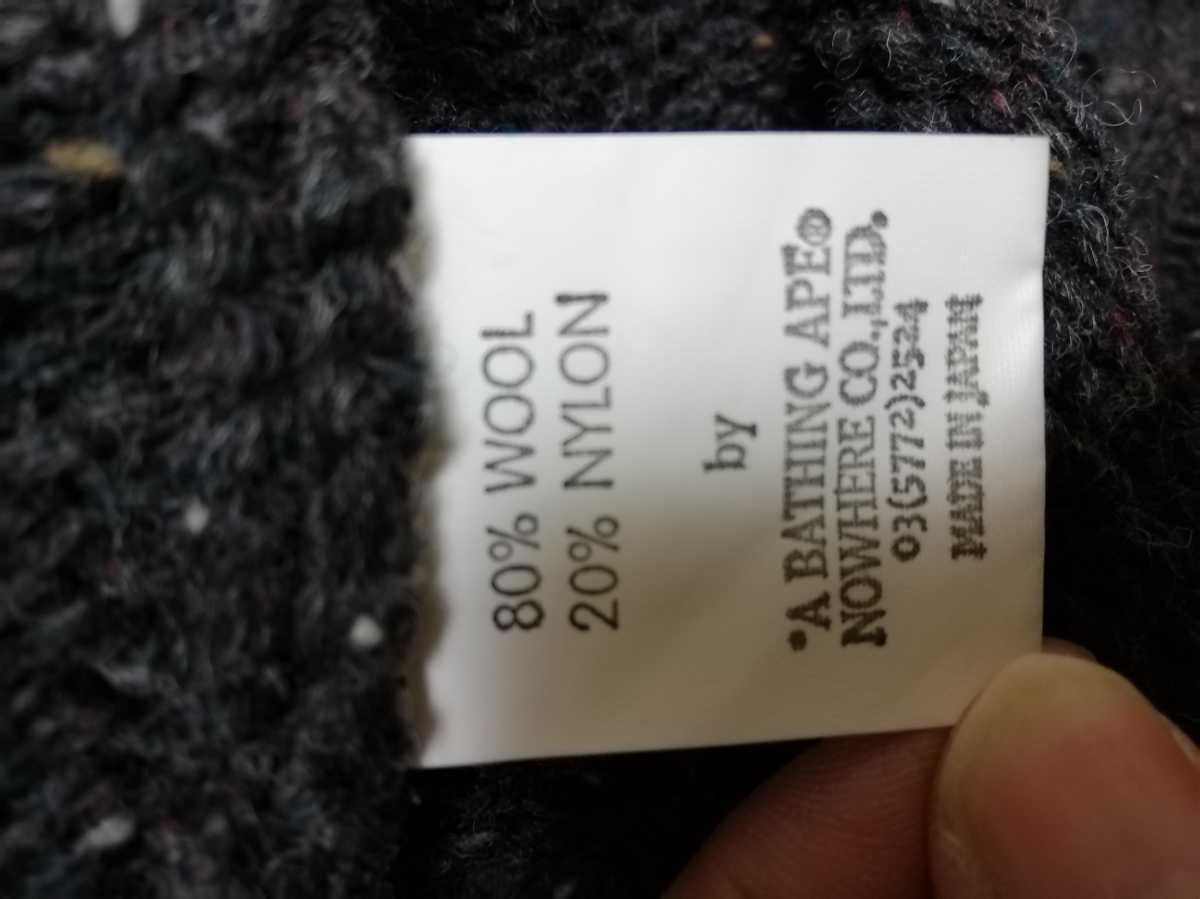 80% WOOL
20% NYLON
by
*A BATHING APE®
NOWHERE CO.,LTD.
03(5772)2524
MADE IN JAPAN